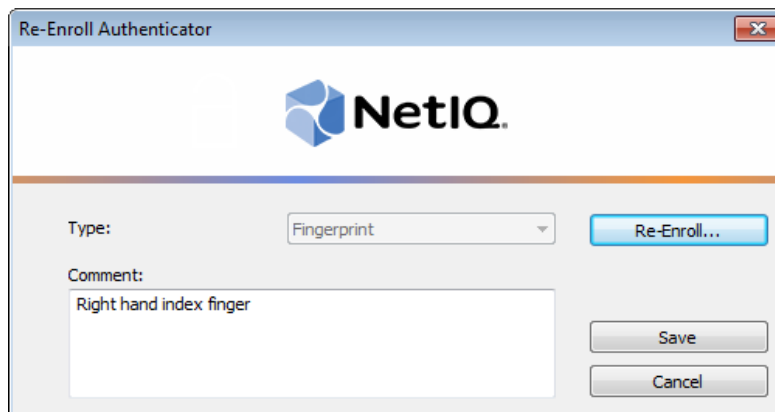 Re-Enroll Authenticator
NetIQ.
Type:
Fingerprint
Re-Enroll...
Comment:
Right hand index finger
Save
Cancel